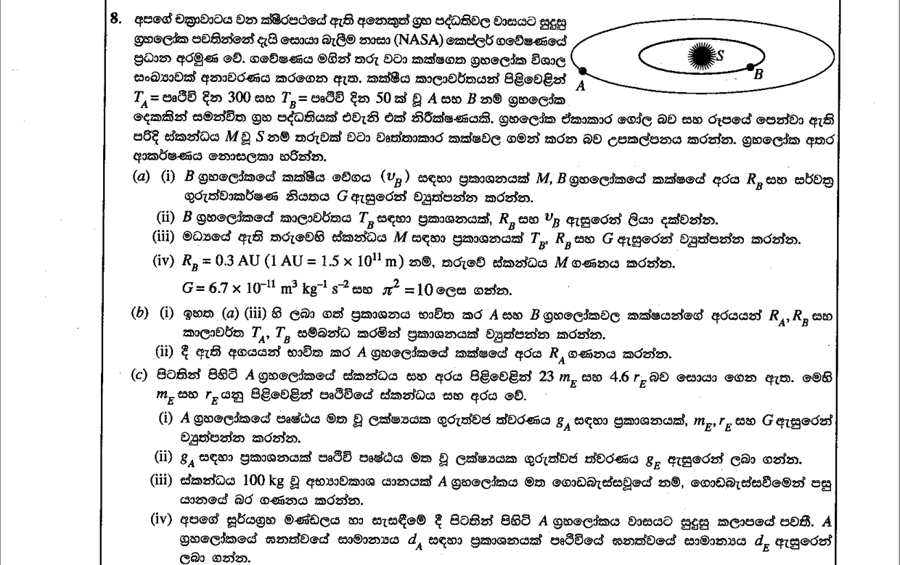 8. අපගේ චක්‍රාවාටය වන ක්ෂීරපථයේ ඇති අනෙකුත් ග්‍රහ පද්ධතිවල වාසයට සුදුසු
ග්‍රහලෝක පවතින්නේ දැයි සොයා බැලීම නාසා (NASA) කෙප්ලර් ගවේෂණයේ
ප්‍රධාන අරමුණ වේ. ගවේෂණය මගින් තරු වටා කක්ෂගත ග්‍රහලෝක විශාල
සංඛ්‍යාවක් අනාවරණය කරගෙන ඇත. කක්ෂීය කාලාවර්තයන් පිළිවෙළින්
T_A = පෘථිවි දින 300 සහ T_B = පෘථිවි දින 50 ක් වූ A සහ B නම් ග්‍රහලෝක
දෙකකින් සමන්විත ග්‍රහ පද්ධතියක් එවැනි එක් නිරීක්ෂණයකි. ග්‍රහලෝක ඒකාකාර ගෝල බව සහ රූපයේ පෙන්වා ඇති
පරිදි ස්කන්ධය M වූ S නම් තරුවක් වටා වෘත්තාකාර කක්ෂවල ගමන් කරන බව උපකල්පනය කරන්න. ග්‍රහලෝක අතර
ආකර්ෂණය නොසලකා හරින්න.
S
A
B
(a) (i) B ග්‍රහලෝකයේ කක්ෂීය වේගය (v_B) සඳහා ප්‍රකාශනයක් M, B ග්‍රහලෝකයේ කක්ෂයේ අරය R_B සහ සර්වත්‍ර
ගුරුත්වාකර්ෂණ නියතය G ඇසුරෙන් ව්‍යුත්පන්න කරන්න.
(ii) B ග්‍රහලෝකයේ කාලාවර්තය T_B සඳහා ප්‍රකාශනයක්, R_B සහ v_B ඇසුරෙන් ලියා දක්වන්න.
(iii) මධ්‍යයේ ඇති තරුවෙහි ස්කන්ධය M සඳහා ප්‍රකාශනයක් T_B, R_B සහ G ඇසුරෙන් ව්‍යුත්පන්න කරන්න.
(iv) R_B = 0.3 AU (1 AU = 1.5 × 10¹¹ m) නම්, තරුවේ ස්කන්ධය M ගණනය කරන්න.
G = 6.7 × 10⁻¹¹ m³ kg⁻¹ s⁻² සහ π² = 10 ලෙස ගන්න.
(b) (i) ඉහත (a) (iii) හි ලබා ගත් ප්‍රකාශනය භාවිත කර A සහ B ග්‍රහලෝකවල කක්ෂයන්ගේ අරයයන් R_A, R_B සහ
කාලාවර්ත T_A, T_B සම්බන්ධ කරමින් ප්‍රකාශනයක් ව්‍යුත්පන්න කරන්න.
(ii) දී ඇති අගයයන් භාවිත කර A ග්‍රහලෝකයේ කක්ෂයේ අරය R_A ගණනය කරන්න.
(c) පිටතින් පිහිටි A ග්‍රහලෝකයේ ස්කන්ධය සහ අරය පිළිවෙළින් 23 m_E සහ 4.6 r_E බව සොයා ගෙන ඇත. මෙහි
m_E සහ r_E යනු පිළිවෙළින් පෘථිවියේ ස්කන්ධය සහ අරය වේ.
(i) A ග්‍රහලෝකයේ පෘෂ්ඨය මත වූ ලක්ෂ්‍යයක ගුරුත්වජ ත්වරණය g_A සඳහා ප්‍රකාශනයක්, m_E, r_E සහ G ඇසුරෙන්
ව්‍යුත්පන්න කරන්න.
(ii) g_A සඳහා ප්‍රකාශනයක් පෘථිවි පෘෂ්ඨය මත වූ ලක්ෂ්‍යයක ගුරුත්වජ ත්වරණය g_E ඇසුරෙන් ලබා ගන්න.
(iii) ස්කන්ධය 100 kg වූ අභ්‍යාවකාශ යානයක් A ග්‍රහලෝකය මත ගොඩබැස්සවූයේ නම්, ගොඩබැස්සවීමෙන් පසු
යානයේ බර ගණනය කරන්න.
(iv) අපගේ සූර්යග්‍රහ මණ්ඩලය හා සැසඳීමේ දී පිටතින් පිහිටි A ග්‍රහලෝකය වාසයට සුදුසු කලාපයේ පවතී. A
ග්‍රහලෝකයේ ඝනත්වයේ සාමාන්‍යය d_A සඳහා ප්‍රකාශනයක් පෘථිවියේ ඝනත්වයේ සාමාන්‍යය d_E ඇසුරෙන්
ලබා ගන්න.